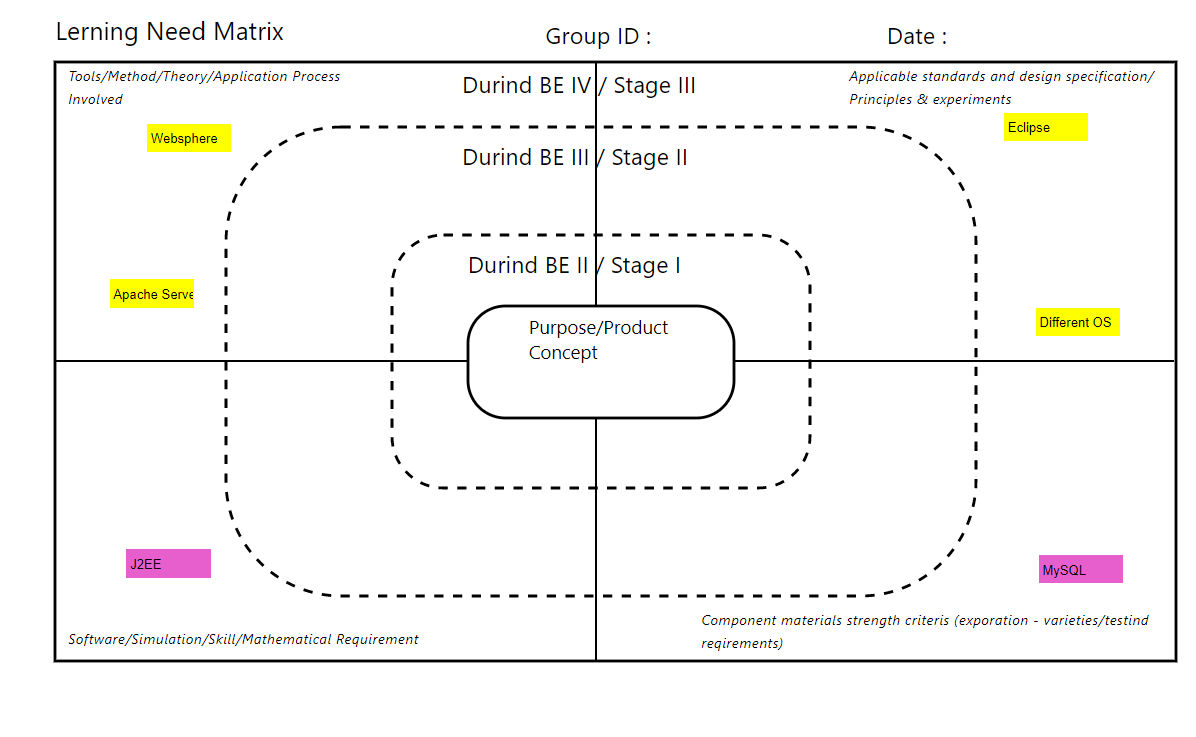 Lerning Need Matrix
Group ID :
Date :
Tools/Method/Theory/Application Process
Involved
Durind BE IV / Stage III
Applicable standards and design specification/
Principles & experiments
Websphere
Eclipse
Durind BE III / Stage II
Durind BE II / Stage I
Apache Serve
Different OS
Purpose/Product
Concept
J2EE
MySQL
Software/Simulation/Skill/Mathematical Requirement
Component materials strength criteris (exporation - varieties/testind
reqirements)